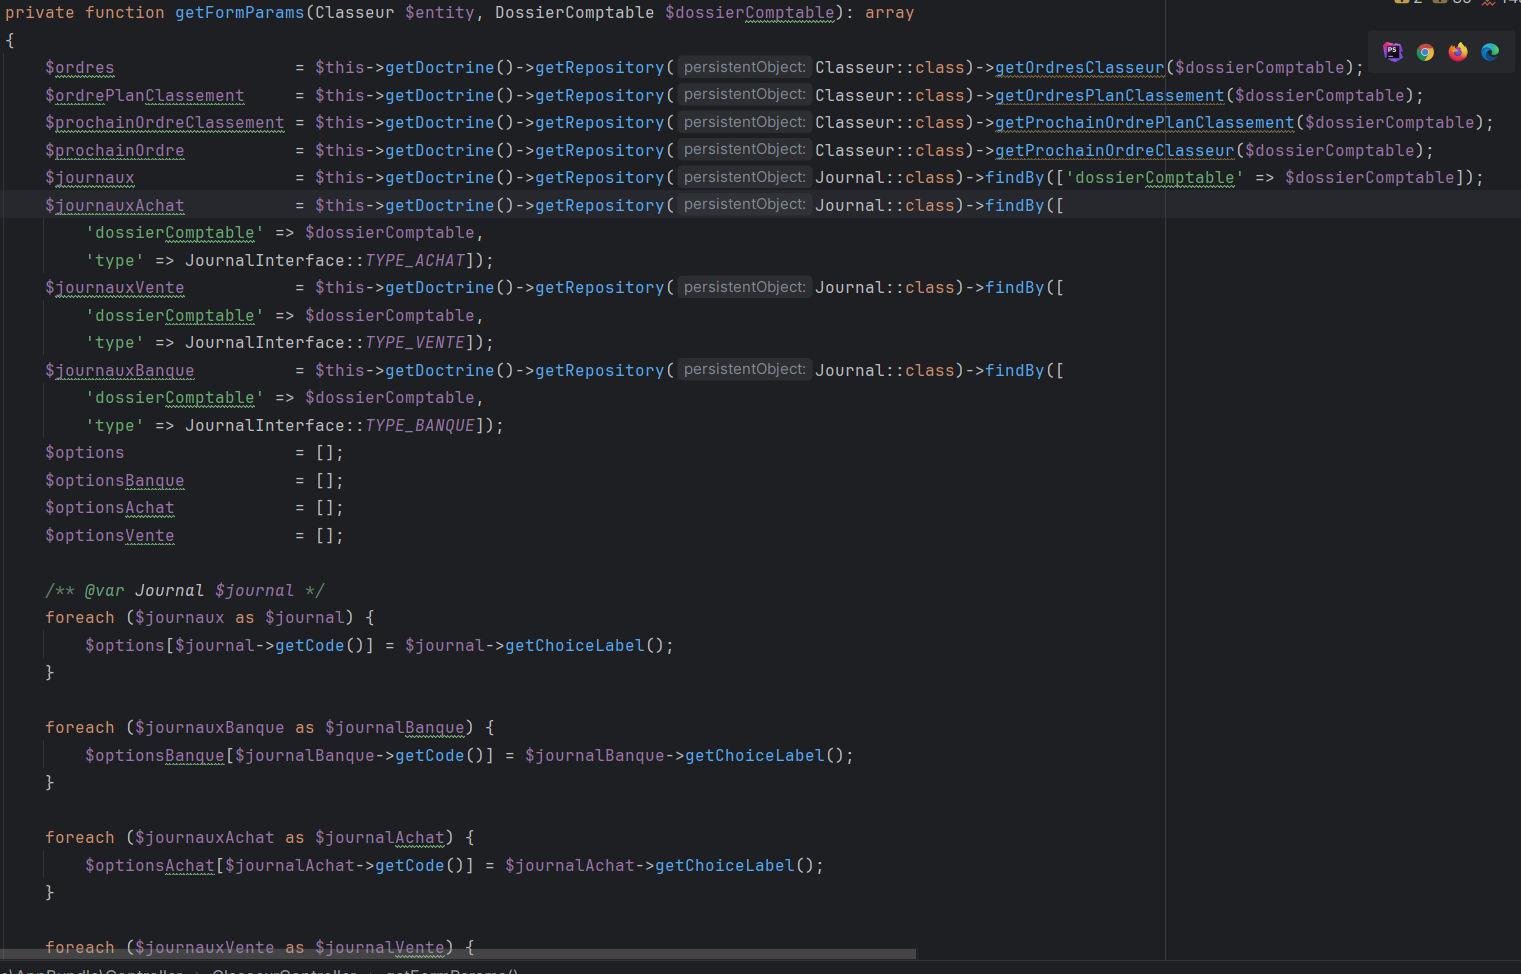 private function getFormParams(Classeur $entity, DossierComptable $dossierComptable): array
{
    $ordres                  = $this->getDoctrine()->getRepository( persistentObject: Classeur::class)->getOrdresClasseur($dossierComptable);
    $ordrePlanClassement     = $this->getDoctrine()->getRepository( persistentObject: Classeur::class)->getOrdresPlanClassement($dossierComptable);
    $prochainOrdreClassement = $this->getDoctrine()->getRepository( persistentObject: Classeur::class)->getProchainOrdrePlanClassement($dossierComptable);
    $prochainOrdre           = $this->getDoctrine()->getRepository( persistentObject: Classeur::class)->getProchainOrdreClasseur($dossierComptable);
    $journaux                = $this->getDoctrine()->getRepository( persistentObject: Journal::class)->findBy(['dossierComptable' => $dossierComptable]);
    $journauxAchat           = $this->getDoctrine()->getRepository( persistentObject: Journal::class)->findBy([
        'dossierComptable' => $dossierComptable,
        'type' => JournalInterface::TYPE_ACHAT]);
    $journauxVente           = $this->getDoctrine()->getRepository( persistentObject: Journal::class)->findBy([
        'dossierComptable' => $dossierComptable,
        'type' => JournalInterface::TYPE_VENTE]);
    $journauxBanque          = $this->getDoctrine()->getRepository( persistentObject: Journal::class)->findBy([
        'dossierComptable' => $dossierComptable,
        'type' => JournalInterface::TYPE_BANQUE]);
    $options                 = [];
    $optionsBanque           = [];
    $optionsAchat            = [];
    $optionsVente            = [];

    /** @var Journal $journal */
    foreach ($journaux as $journal) {
        $options[$journal->getCode()] = $journal->getChoiceLabel();
    }

    foreach ($journauxBanque as $journalBanque) {
        $optionsBanque[$journalBanque->getCode()] = $journalBanque->getChoiceLabel();
    }

    foreach ($journauxAchat as $journalAchat) {
        $optionsAchat[$journalAchat->getCode()] = $journalAchat->getChoiceLabel();
    }

    foreach ($journauxVente as $journalVente) {